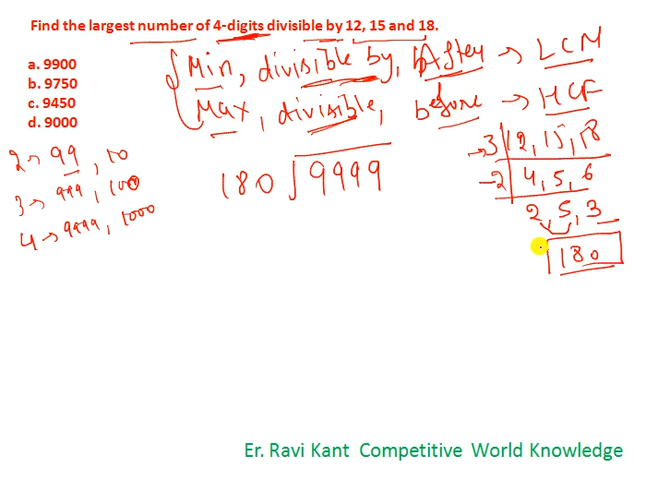 Find the largest number of 4-digits divisible by 12, 15 and 18.
a. 9900
b. 9750
c. 9450
d. 9000
Min, divisible by, After → LCM
Max, divisible, before → HCF
2→ 99, 10
3→ 999, 100
4→ 9999, 1000
180 9999
3 12, 15, 18
2 4, 5, 6
2, 5, 3
180
Er. Ravi Kant Competitive World Knowledge